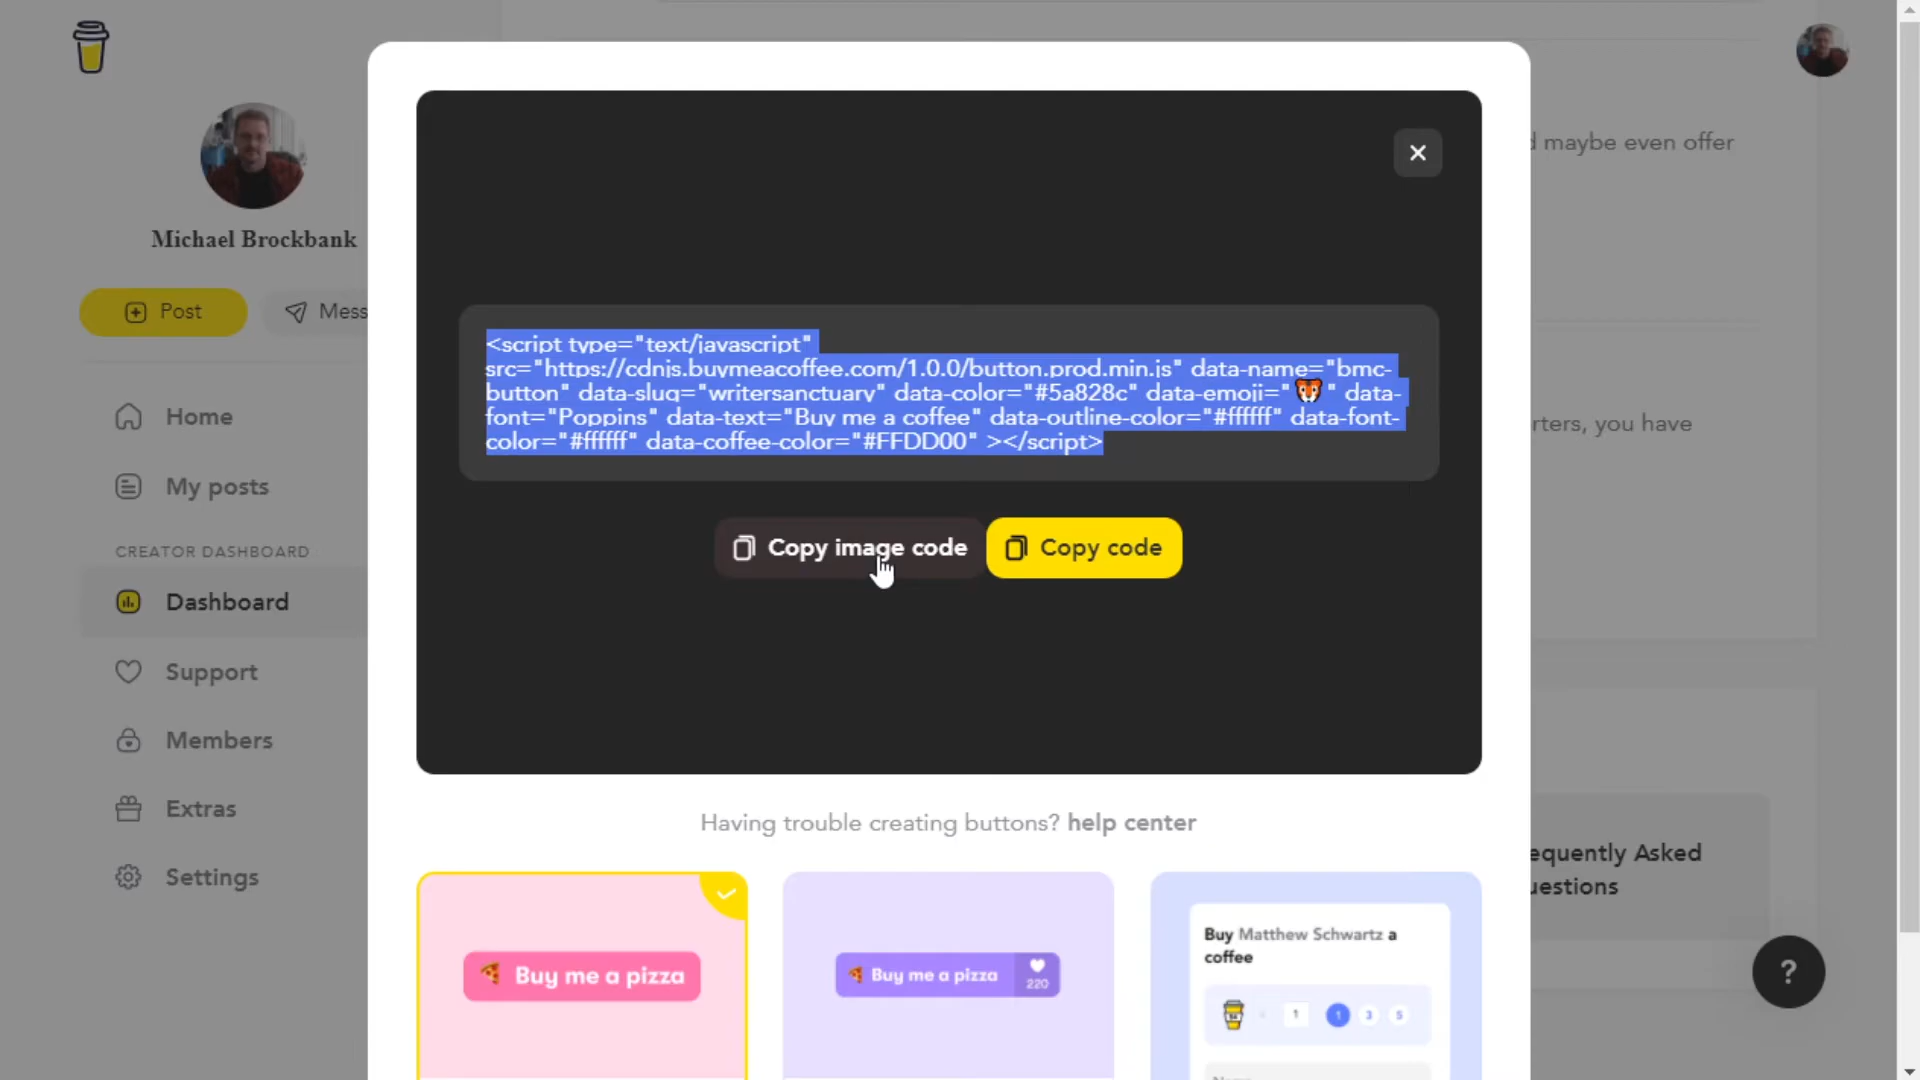 Michael Brockbank
Post
Mess
Home
My posts
CREATOR DASHBOARD
Dashboard
Support
Members
Extras
Settings
<script type="text/javascript"
src="https://cdnjs.buymeacoffee.com/1.0.0/button.prod.min.js" data-name="bmc-
button" data-slug="writersanctuary" data-color="#5a828c" data-emoji="🐯" data-
font="Poppins" data-text="Buy me a coffee" data-outline-color="#ffffff" data-font-
color="#ffffff" data-coffee-color="#FFDD00" ></script>
Copy image code
Copy code
Having trouble creating buttons? help center
Buy me a pizza
Buy me a pizza
220
Buy Matthew Schwartz a
coffee
1
1
3
5
d maybe even offer
rters, you have
equently Asked
uestions
?